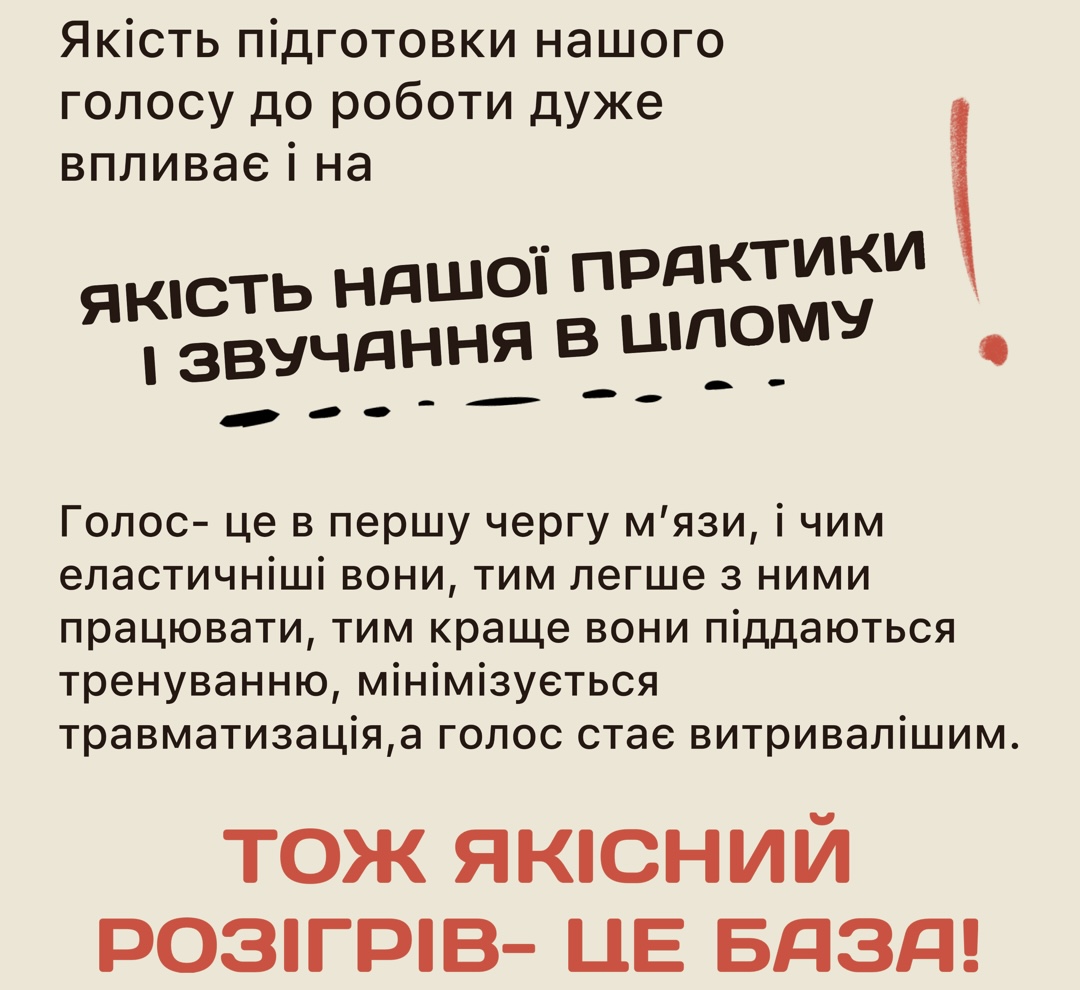 Якість підготовки нашого
голосу до роботи дуже
впливає і на
ЯКІСТЬ НАШОЇ ПРАКТИКИ
І ЗВУЧАННЯ В ЦІЛОМУ
!
Голос- це в першу чергу м’язи, і чим
еластичніші вони, тим легше з ними
працювати, тим краще вони піддаються
тренуванню, мінімізується
травматизація,а голос стає витривалішим.
ТОЖ ЯКІСНИЙ
РОЗІГРІВ- ЦЕ БАЗА!